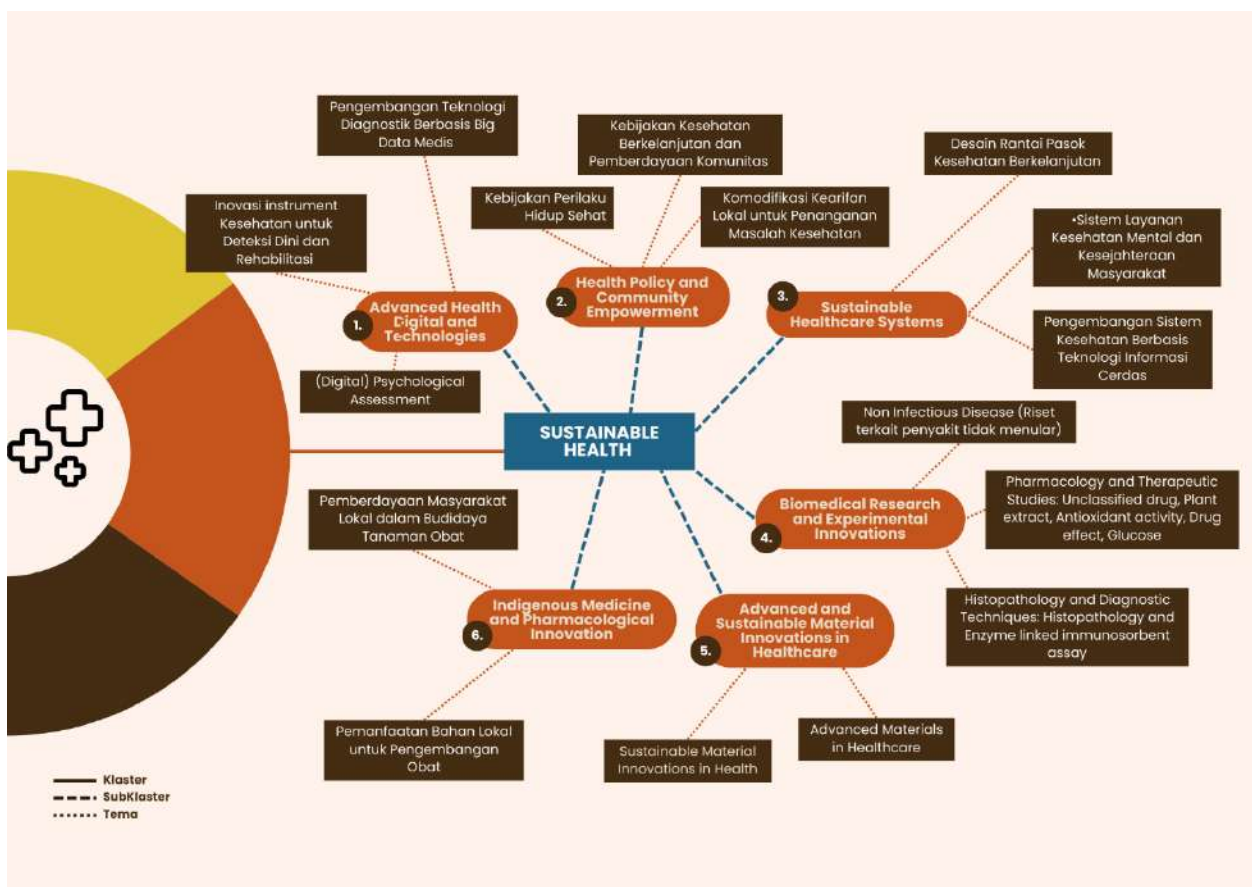 Pengembangan Teknologi
Diagnostik Berbasis Big
Data Medis
Inovasi instrument
Kesehatan untuk
Deteksi Dini dan
Rehabilitasi
1.
Advanced Health
Digital and
Technologies
(Digital) Psychological
Assessment
Kebijakan Kesehatan
Berkelanjutan dan
Pemberdayaan Komunitas
Kebijakan Perilaku
Hidup Sehat
Komodifikasi Kearifan
Lokal untuk Penanganan
Masalah Kesehatan
2.
Health Policy and
Community
Empowerment
Desain Rantai Pasok
Kesehatan Berkelanjutan
3.
Sustainable
Healthcare Systems
•Sistem Layanan
Kesehatan Mental dan
Kesejahteraan
Masyarakat
Pengembangan Sistem
Kesehatan Berbasis
Teknologi Informasi
Cerdas
SUSTAINABLE
HEALTH
Non Infectious Disease (Riset
terkait penyakit tidak menular)
4.
Biomedical Research
and Experimental
Innovations
Pharmacology and Therapeutic
Studies: Unclassified drug, Plant
extract, Antioxidant activity, Drug
effect, Glucose
Histopathology and Diagnostic
Techniques: Histopathology and
Enzyme linked immunosorbent
assay
5.
Advanced and
Sustainable Material
Innovations in
Healthcare
Sustainable Material
Innovations in Health
Advanced Materials
in Healthcare
Pemberdayaan Masyarakat
Lokal dalam Budidaya
Tanaman Obat
6.
Indigenous Medicine
and Pharmacological
Innovation
Pemanfaatan Bahan Lokal
untuk Pengembangan
Obat
Klaster
SubKlaster
Tema